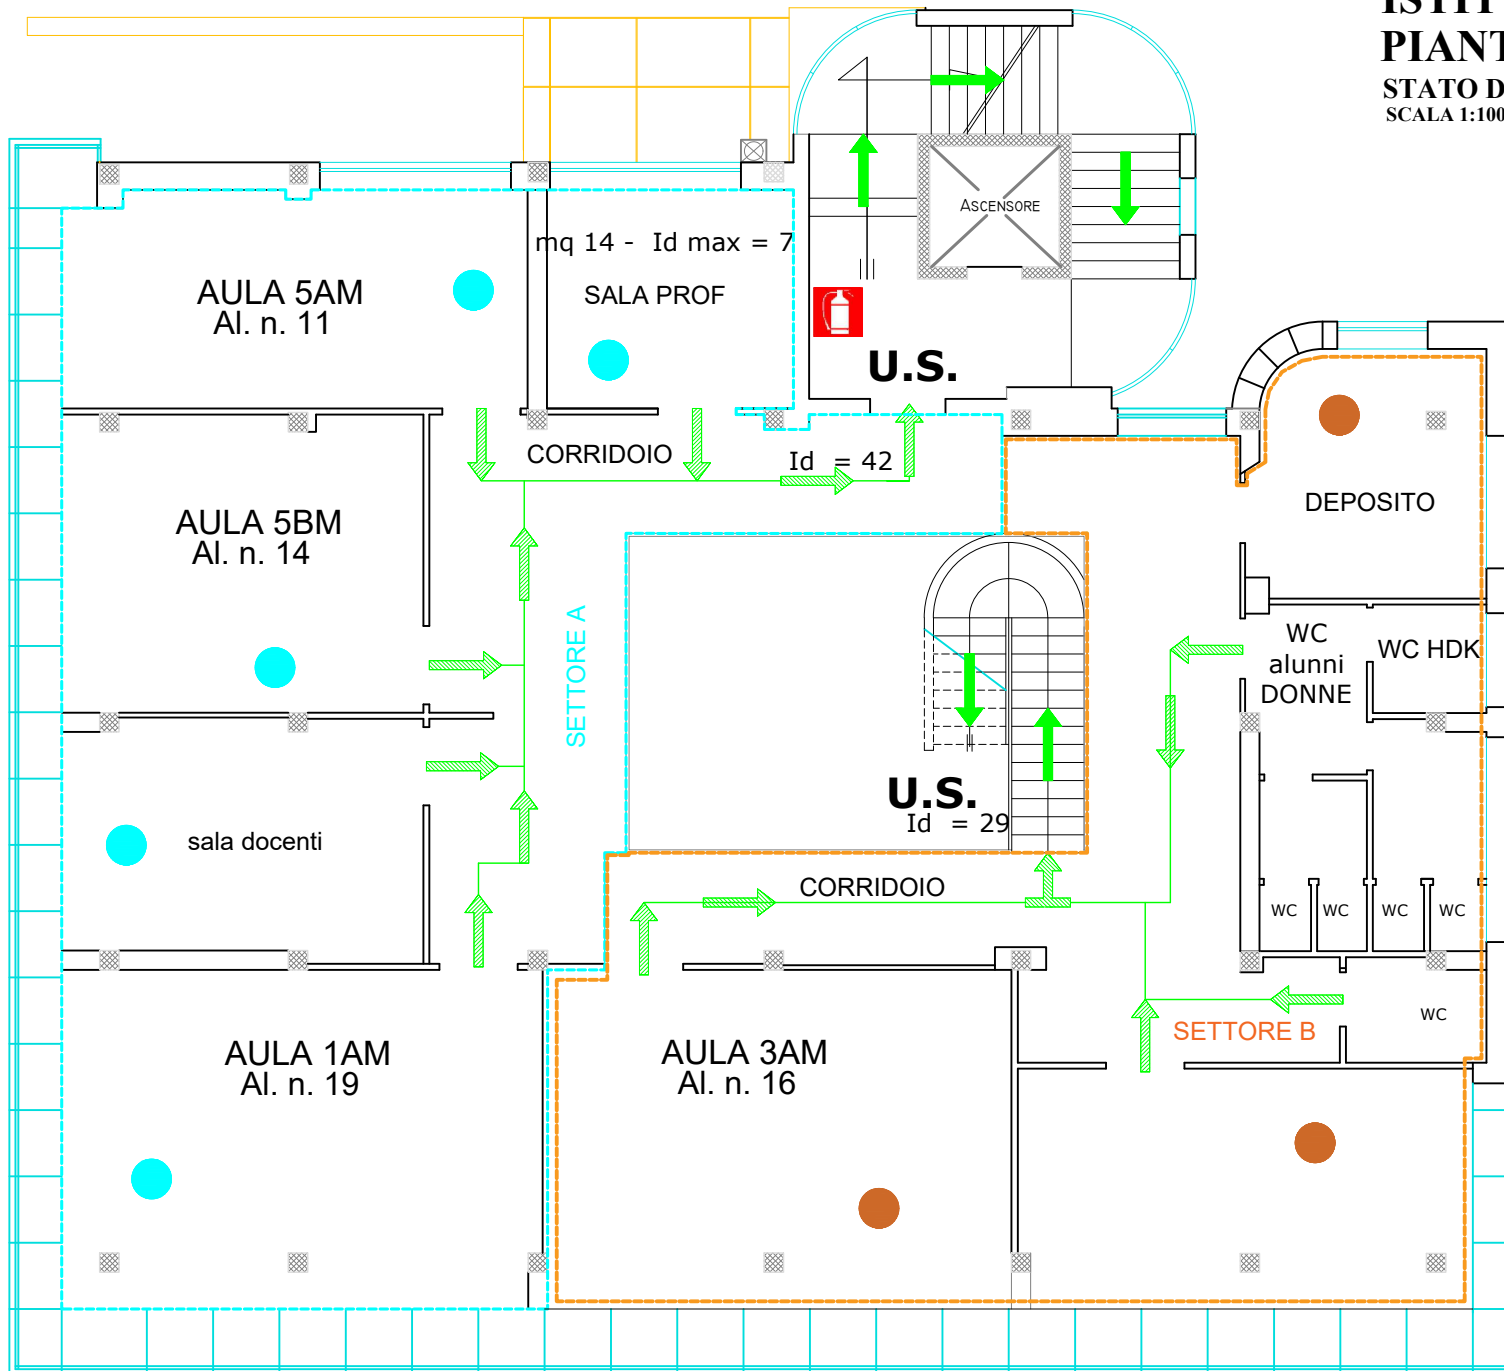 PIANT
STATO D
SCALA 1:100
ASCENSORE
mq 14 - Id max = 7
AULA 5AM
Al. n. 11
SALA PROF
U.S.
CORRIDOIO
Id = 42
DEPOSITO
AULA 5BM
Al. n. 14
SETTORE A
WC
alunni
DONNE
WC HDK
U.S.
Id = 29
sala docenti
CORRIDOIO
WC
WC
WC
WC
WC
SETTORE B
AULA 1AM
Al. n. 19
AULA 3AM
Al. n. 16